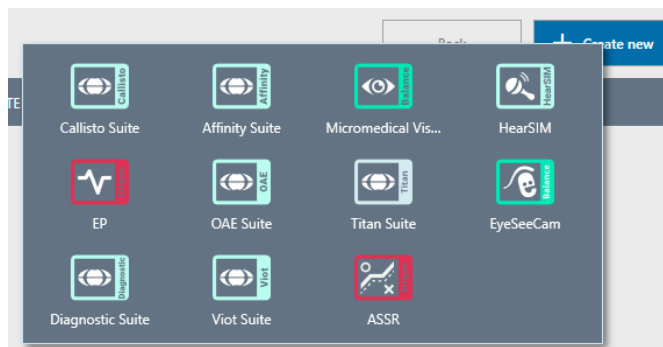 Create new
TE
Callisto
Affinity
Balance
HearSIM
Callisto Suite
Affinity Suite
Micromedical Vis...
HearSIM
OAE
Titan
Balance
EP
OAE Suite
Titan Suite
EyeSeeCam
Diagnostic
Viot
Diagnostic Suite
Viot Suite
ASSR